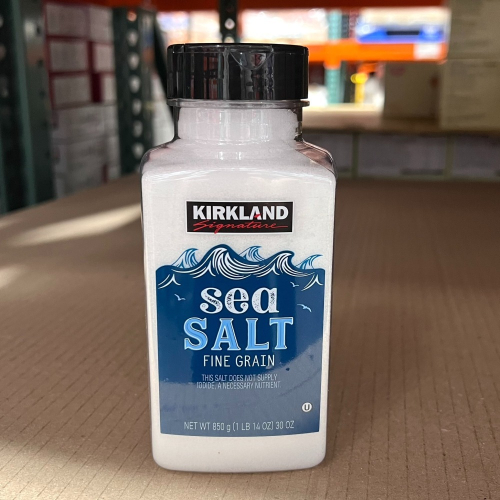 KIRKLAND
Signature
sea
SALT
FINE GRAIN
THIS SALT DOES NOT SUPPLY
IODIDE, A NECESSARY NUTRIENT
U
NET WT 850 g (1 LB 14 OZ) 30 OZ